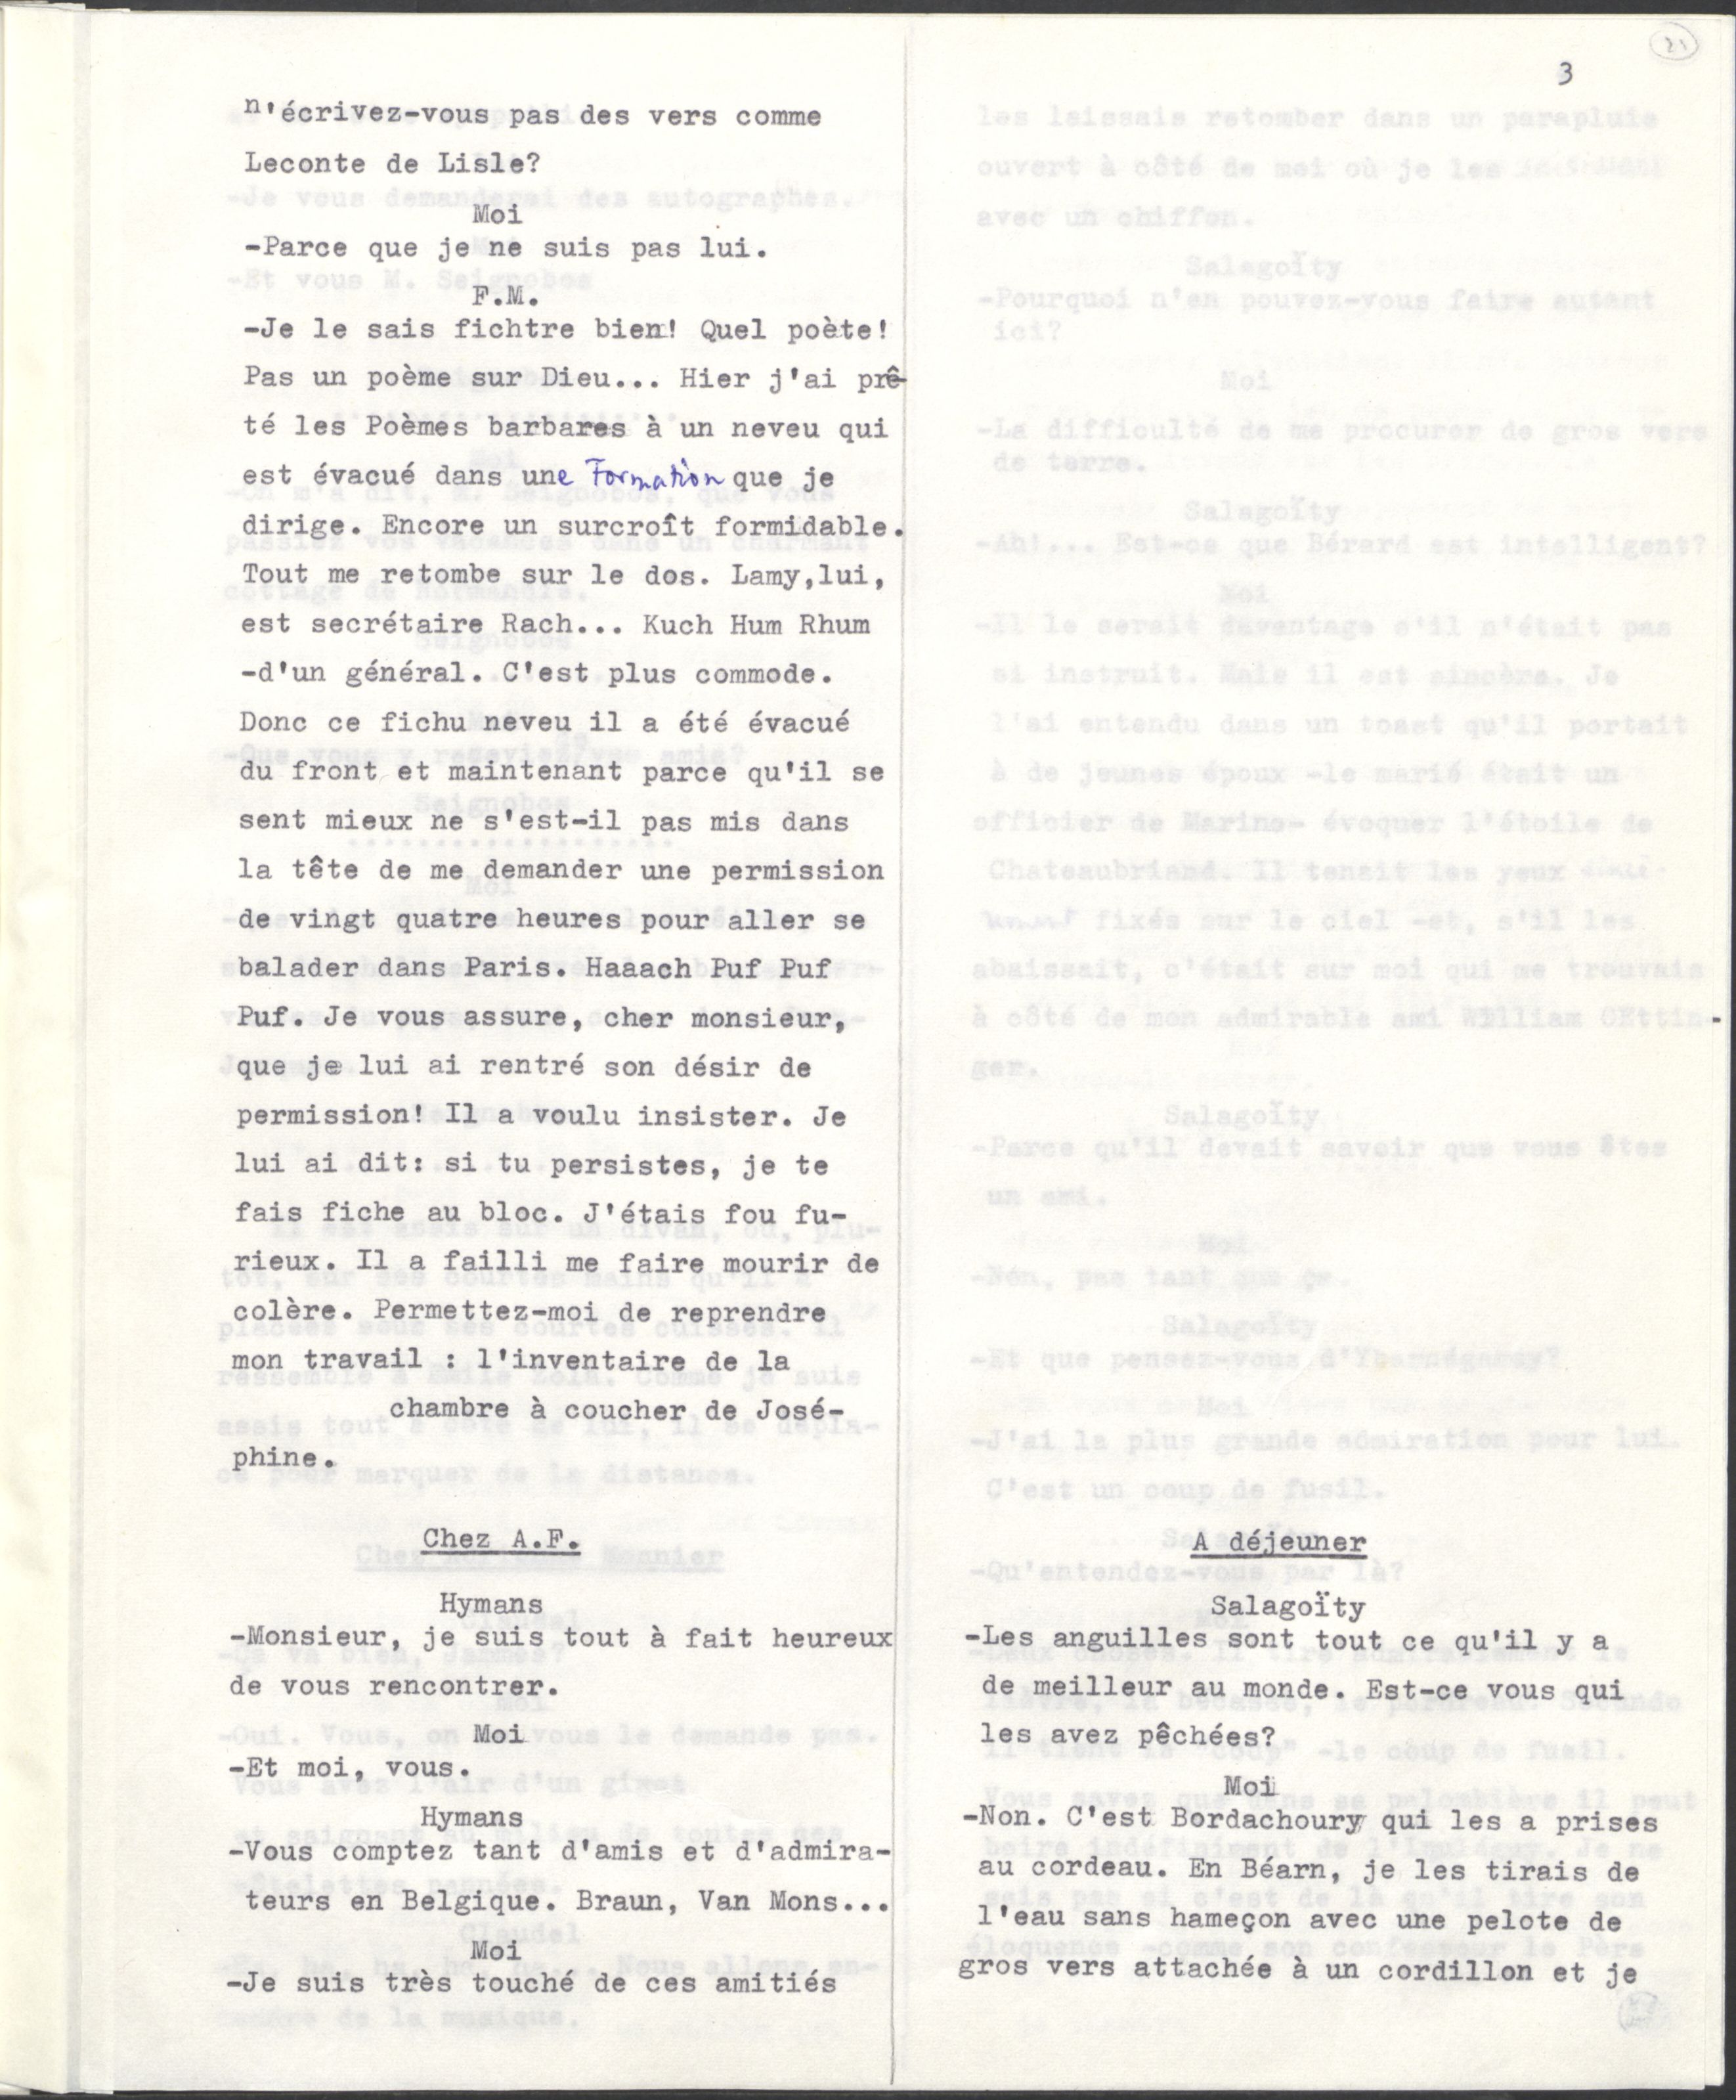 21
3
n'écrivez-vous pas des vers comme
Leconte de Lisle?
Moi
-Parce que je ne suis pas lui.
F.M.
-Je le sais fichtre bien! Quel poète!
Pas un poème sur Dieu... Hier j'ai prê-
té les Poèmes barbares à un neveu qui
est évacué dans une Formation que je
dirige. Encore un surcroît formidable.
Tout me retombe sur le dos. Lamy,lui,
est secrétaire Rach... Kuch Hum Rhum
-d'un général. C'est plus commode.
Donc ce fichu neveu il a été évacué
du front et maintenant parce qu'il se
sent mieux ne s'est-il pas mis dans
la tête de me demander une permission
de vingt quatre heures pour aller se
balader dans Paris. Haaach Puf Puf
Puf. Je vous assure, cher monsieur,
que je lui ai rentré son désir de
permission! Il a voulu insister. Je
lui ai dit: si tu persistes, je te
fais fiche au bloc. J'étais fou fu-
rieux. Il a failli me faire mourir de
colère. Permettez-moi de reprendre
mon travail : l'inventaire de la
chambre à coucher de José-
phine.
Chez A.F.
Hymans
-Monsieur, je suis tout à fait heureux
de vous rencontrer.
Moi
-Et moi, vous.
Hymans
-Vous comptez tant d'amis et d'admira-
teurs en Belgique. Braun, Van Mons...
Moi
-Je suis très touché de ces amitiés
A déjeuner
Salagoïty
-Les anguilles sont tout ce qu'il y a
de meilleur au monde. Est-ce vous qui
les avez pêchées?
Moi
-Non. C'est Bordachoury qui les a prises
au cordeau. En Béarn, je les tirais de
l'eau sans hameçon avec une pelote de
gros vers attachée à un cordillon et je